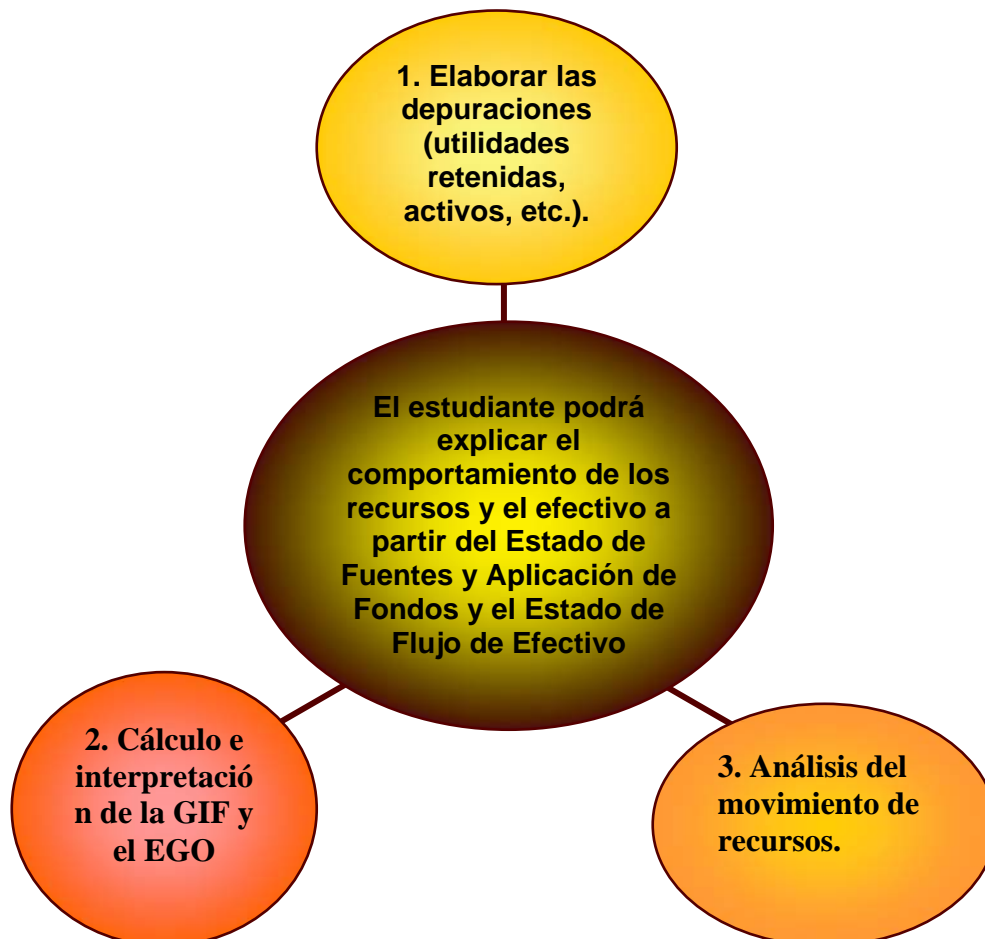 1. Elaborar las
depuraciones
(utilidades
retenidas,
activos, etc.).
El estudiante podrá
explicar el
comportamiento de los
recursos y el efectivo a
partir del Estado de
Fuentes y Aplicación de
Fondos y el Estado de
Flujo de Efectivo
2. Cálculo e
interpretació
n de la GIF y
el EGO
3. Análisis del
movimiento de
recursos.